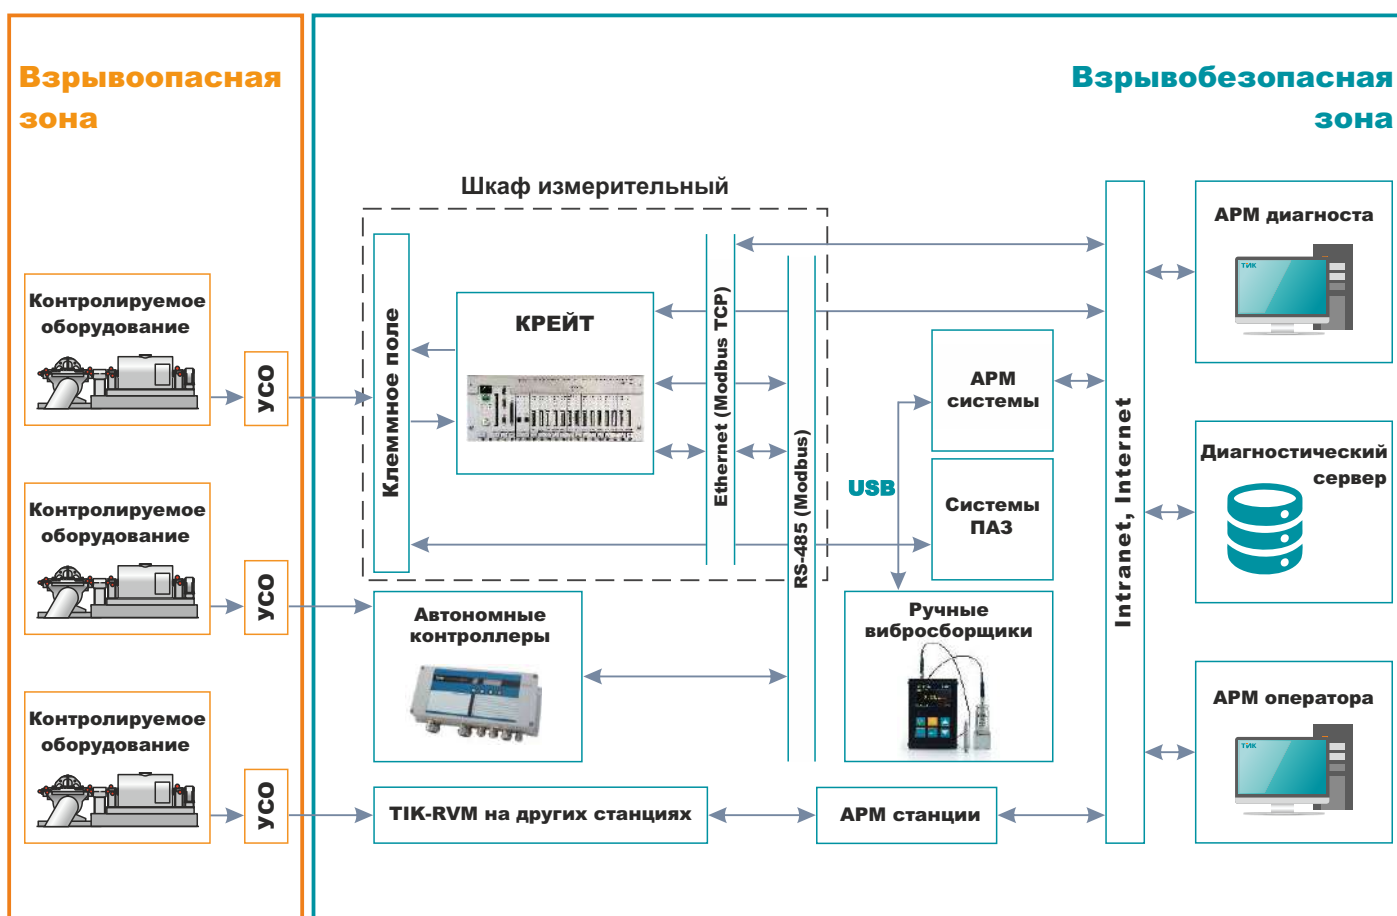 Взрывоопасная
зона
Взрывобезопасная
зона
Шкаф измерительный
Контролируемое
оборудование
УСО
Клеммное поле
КРЕЙТ
Ethernet (Modbus TCP)
RS-485 (Modbus)
АРМ
системы
USB
Системы
ПАЗ
Intranet, Internet
АРМ диагноста
ТИК
Диагностический
сервер
Контролируемое
оборудование
УСО
Автономные
контроллеры
Ручные
вибросборщики
АРМ оператора
ТИК
Контролируемое
оборудование
УСО
TIK-RVM на других станциях
АРМ станции